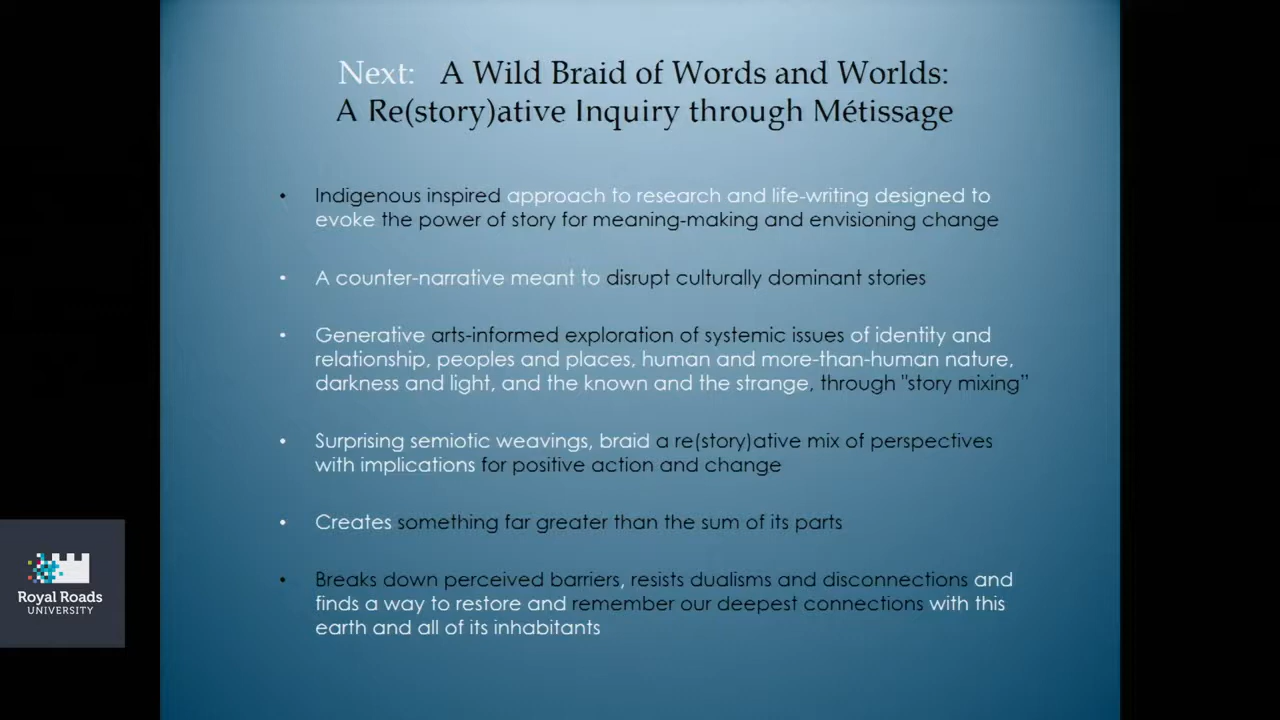 Next: A Wild Braid of Words and Worlds:
A Re(story)ative Inquiry through Métissage
• Indigenous inspired approach to research and life-writing designed to
evoke the power of story for meaning-making and envisioning change
• A counter-narrative meant to disrupt culturally dominant stories
• Generative arts-informed exploration of systemic issues of identity and
relationship, peoples and places, human and more-than-human nature,
darkness and light, and the known and the strange, through "story mixing"
• Surprising semiotic weavings, braid a re(story)ative mix of perspectives
with implications for positive action and change
• Creates something far greater than the sum of its parts
• Breaks down perceived barriers, resists dualisms and disconnections and
finds a way to restore and remember our deepest connections with this
earth and all of its inhabitants
Royal Roads
UNIVERSITY